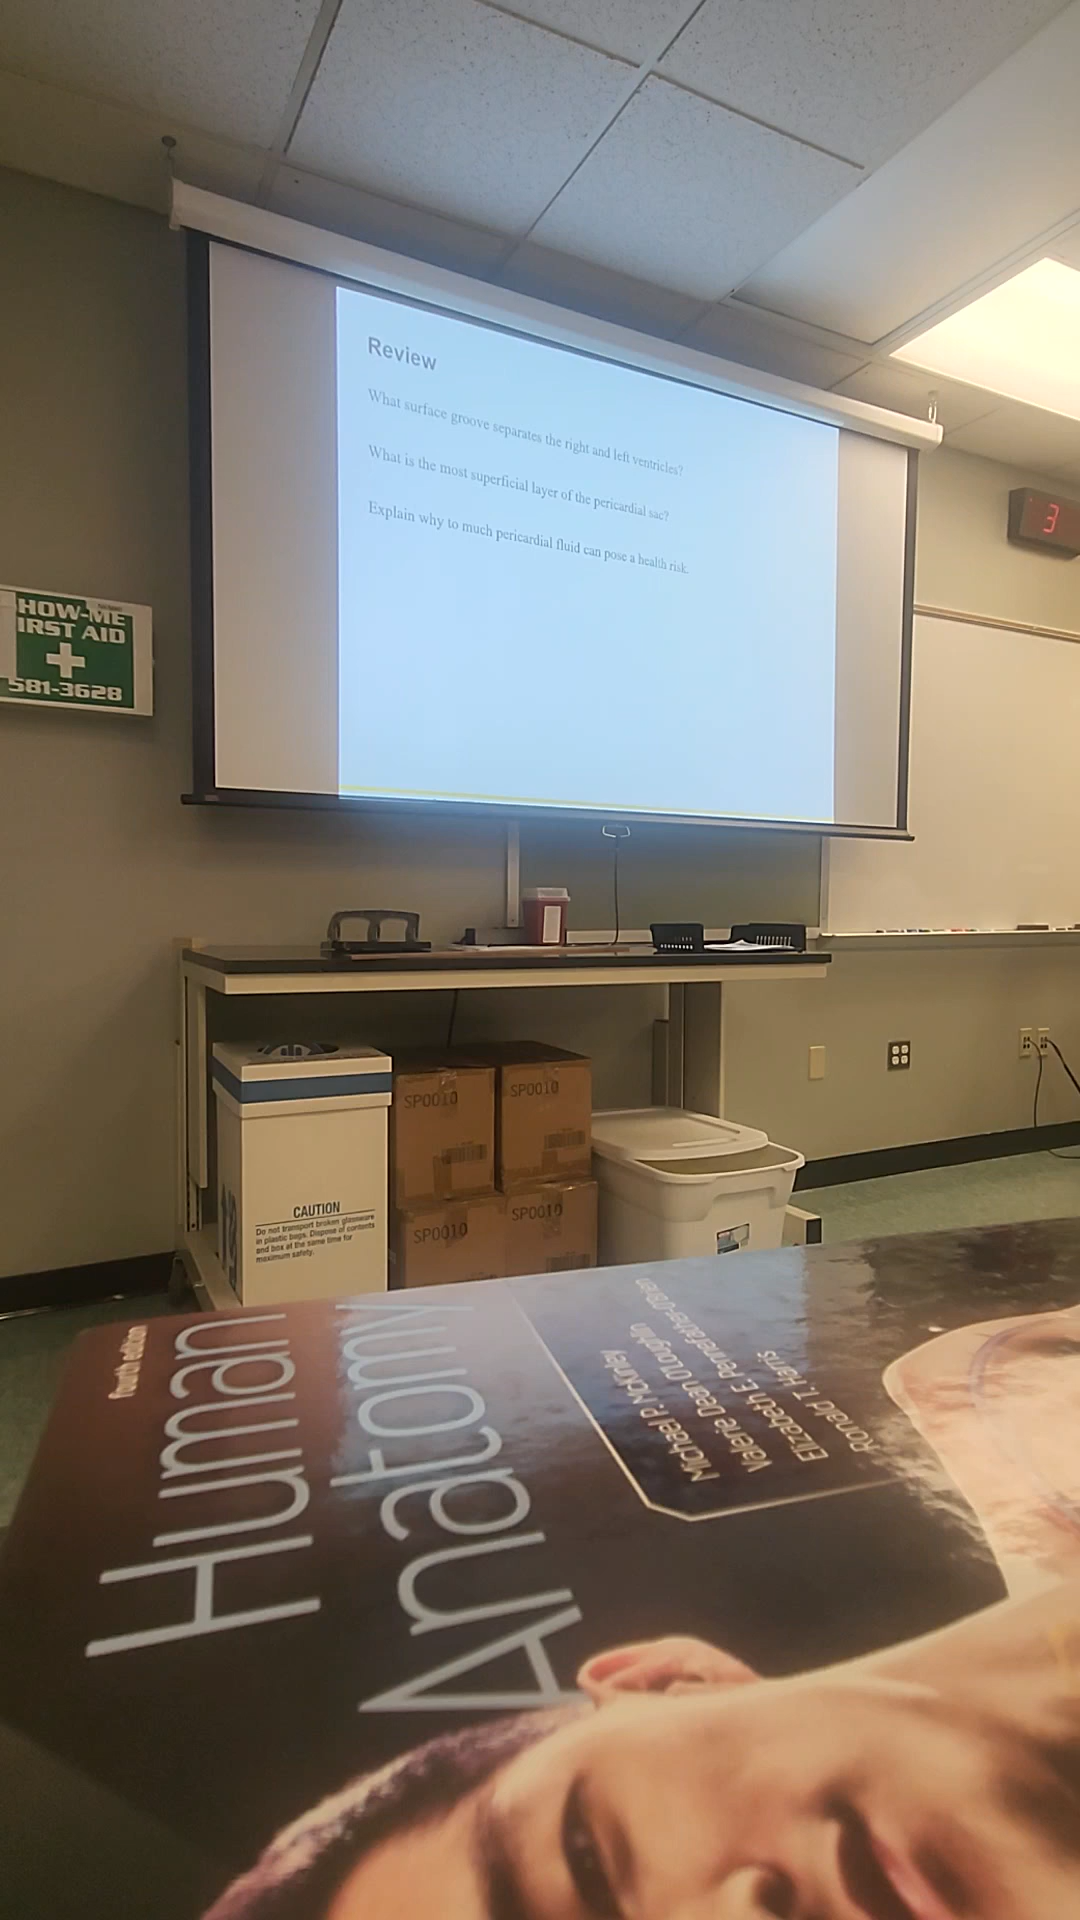 Review
What surface groove separates the right and left ventricles?
What is the most superficial layer of the pericardial sac?
Explain why to much pericardial fluid can pose a health risk.
3
HOW-ME
IRST AID
581-3628
SP0010
SP0010
SP0010
SP0010
CAUTION
Do not transport broken glassware
in plastic bags. Dispose of contents
and box at the same time for
maximum safety.
fourth edition
Human
Anatomy
Michael P. McKinley
Valerie Dean O'Loughlin
Elizabeth E. Pennefather-O'Brien
Ronald T. Harris